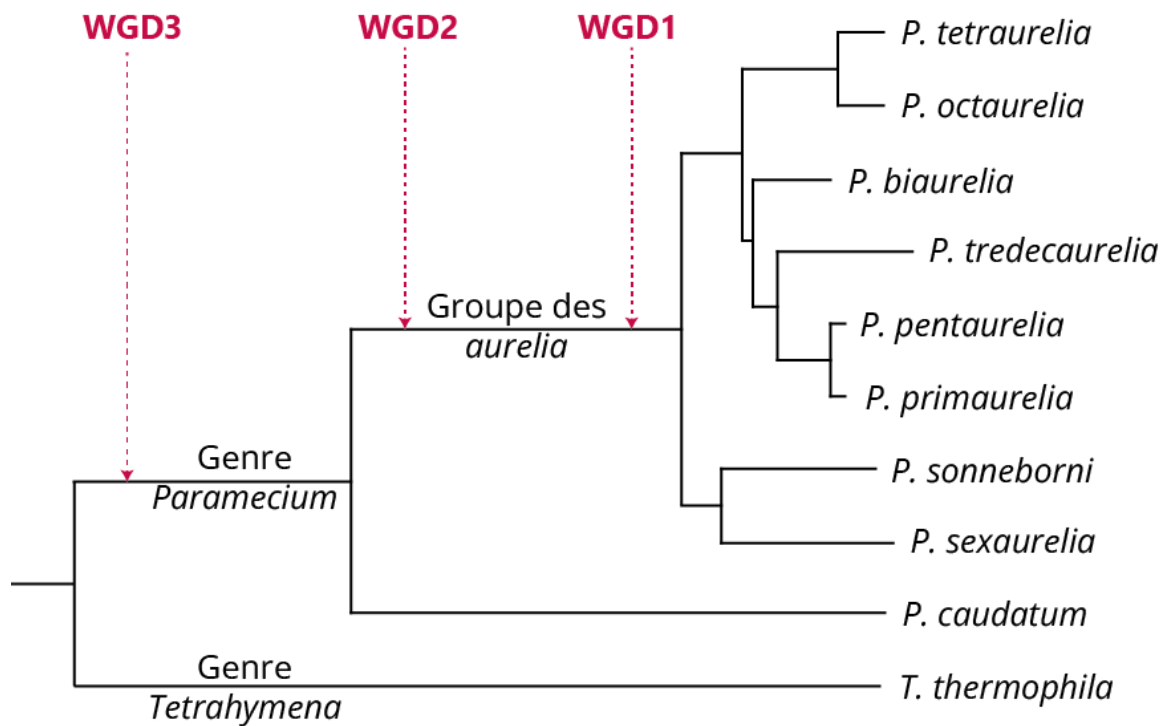 WGD3
WGD2
WGD1
P. tetraurelia
P. octaurelia
P. biaurelia
P. tredecaurelia
Groupe des
aurelia
P. pentaurelia
P. primaurelia
Genre
Paramecium
P. sonneborni
P. sexaurelia
P. caudatum
Genre
Tetrahymena
T. thermophila